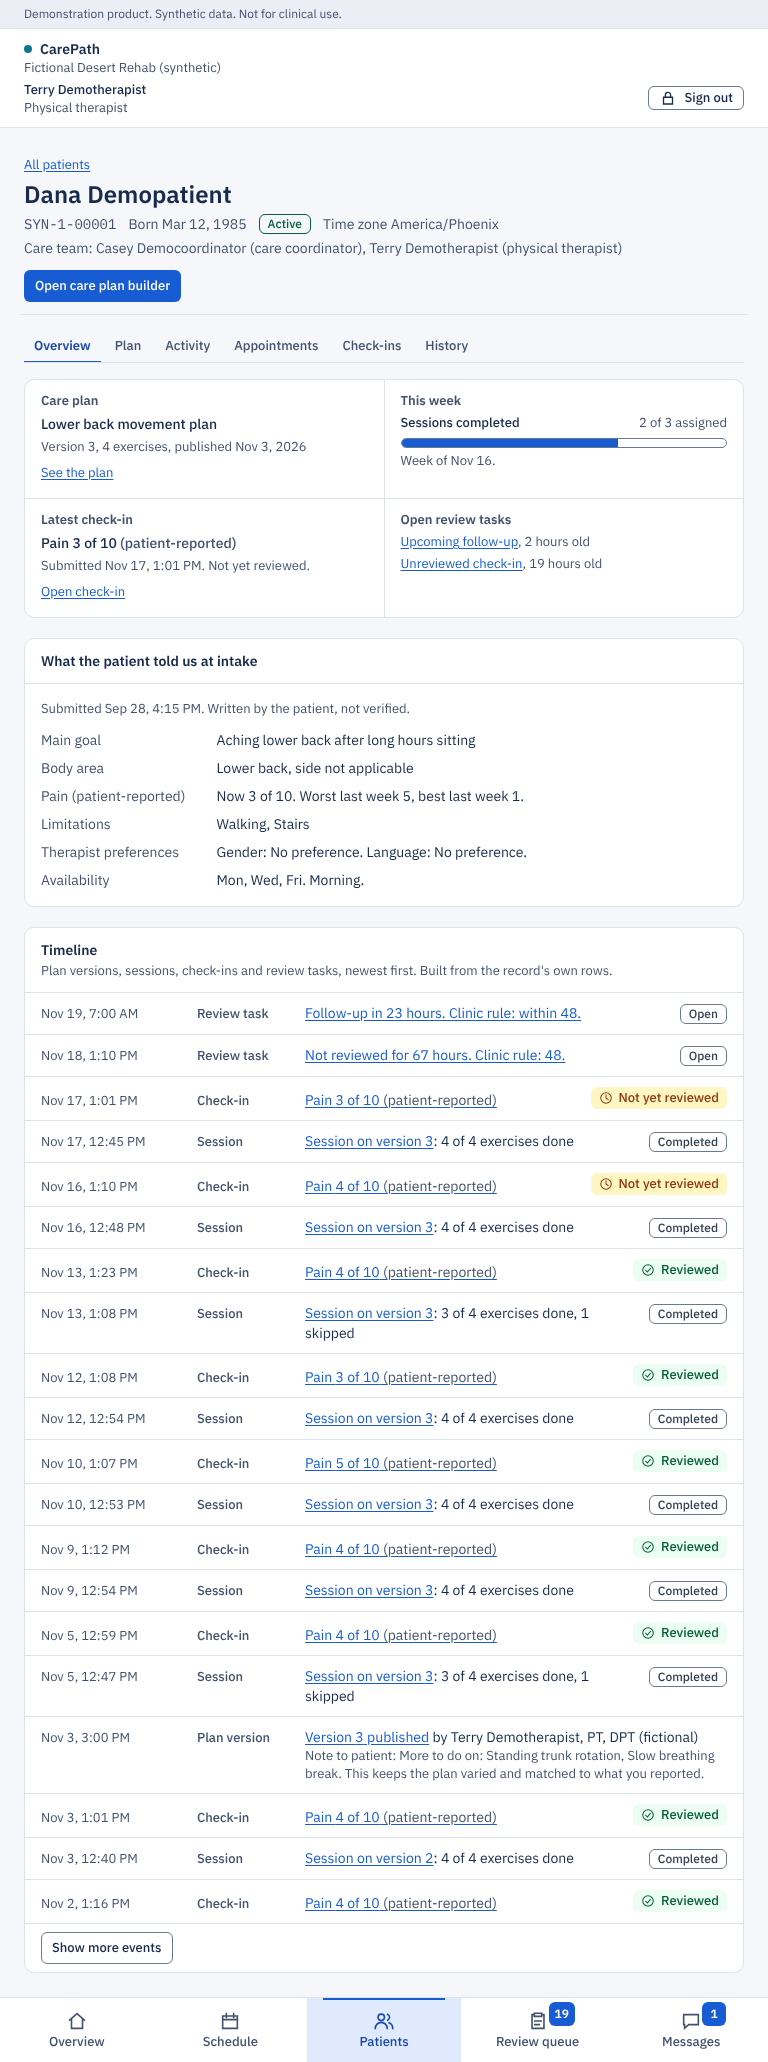 Demonstration product. Synthetic data. Not for clinical use.
CarePath
Fictional Desert Rehab (synthetic)
Terry Demotherapist
Physical therapist
Sign out
All patients
Dana Demopatient
SYN-1-00001 Born Mar 12, 1985 Active Time zone America/Phoenix
Care team: Casey Democoordinator (care coordinator), Terry Demotherapist (physical therapist)
Open care plan builder
Overview Plan Activity Appointments Check-ins History
Care plan
Lower back movement plan
Version 3, 4 exercises, published Nov 3, 2026
See the plan
This week
Sessions completed 2 of 3 assigned
Week of Nov 16.
Latest check-in
Pain 3 of 10 (patient-reported)
Submitted Nov 17, 1:01 PM. Not yet reviewed.
Open check-in
Open review tasks
Upcoming follow-up, 2 hours old
Unreviewed check-in, 19 hours old
What the patient told us at intake
Submitted Sep 28, 4:15 PM. Written by the patient, not verified.
Main goal Aching lower back after long hours sitting
Body area Lower back, side not applicable
Pain (patient-reported) Now 3 of 10. Worst last week 5, best last week 1.
Limitations Walking, Stairs
Therapist preferences Gender: No preference. Language: No preference.
Availability Mon, Wed, Fri. Morning.
Timeline
Plan versions, sessions, check-ins and review tasks, newest first. Built from the record's own rows.
Nov 19, 7:00 AM Review task Follow-up in 23 hours. Clinic rule: within 48. Open
Nov 18, 1:10 PM Review task Not reviewed for 67 hours. Clinic rule: 48. Open
Nov 17, 1:01 PM Check-in Pain 3 of 10 (patient-reported) Not yet reviewed
Nov 17, 12:45 PM Session Session on version 3: 4 of 4 exercises done Completed
Nov 16, 1:10 PM Check-in Pain 4 of 10 (patient-reported) Not yet reviewed
Nov 16, 12:48 PM Session Session on version 3: 4 of 4 exercises done Completed
Nov 13, 1:23 PM Check-in Pain 4 of 10 (patient-reported) Reviewed
Nov 13, 1:08 PM Session Session on version 3: 3 of 4 exercises done, 1 Completed
skipped
Nov 12, 1:08 PM Check-in Pain 3 of 10 (patient-reported) Reviewed
Nov 12, 12:54 PM Session Session on version 3: 4 of 4 exercises done Completed
Nov 10, 1:07 PM Check-in Pain 5 of 10 (patient-reported) Reviewed
Nov 10, 12:53 PM Session Session on version 3: 4 of 4 exercises done Completed
Nov 9, 1:12 PM Check-in Pain 4 of 10 (patient-reported) Reviewed
Nov 9, 12:54 PM Session Session on version 3: 4 of 4 exercises done Completed
Nov 5, 12:59 PM Check-in Pain 4 of 10 (patient-reported) Reviewed
Nov 5, 12:47 PM Session Session on version 3: 3 of 4 exercises done, 1 Completed
skipped
Nov 3, 3:00 PM Plan version Version 3 published by Terry Demotherapist, PT, DPT (fictional)
Note to patient: More to do on: Standing trunk rotation, Slow breathing
break. This keeps the plan varied and matched to what you reported.
Nov 3, 1:01 PM Check-in Pain 4 of 10 (patient-reported) Reviewed
Nov 3, 12:40 PM Session Session on version 2: 4 of 4 exercises done Completed
Nov 2, 1:16 PM Check-in Pain 4 of 10 (patient-reported) Reviewed
Show more events
19 1
Overview Schedule Patients Review queue Messages